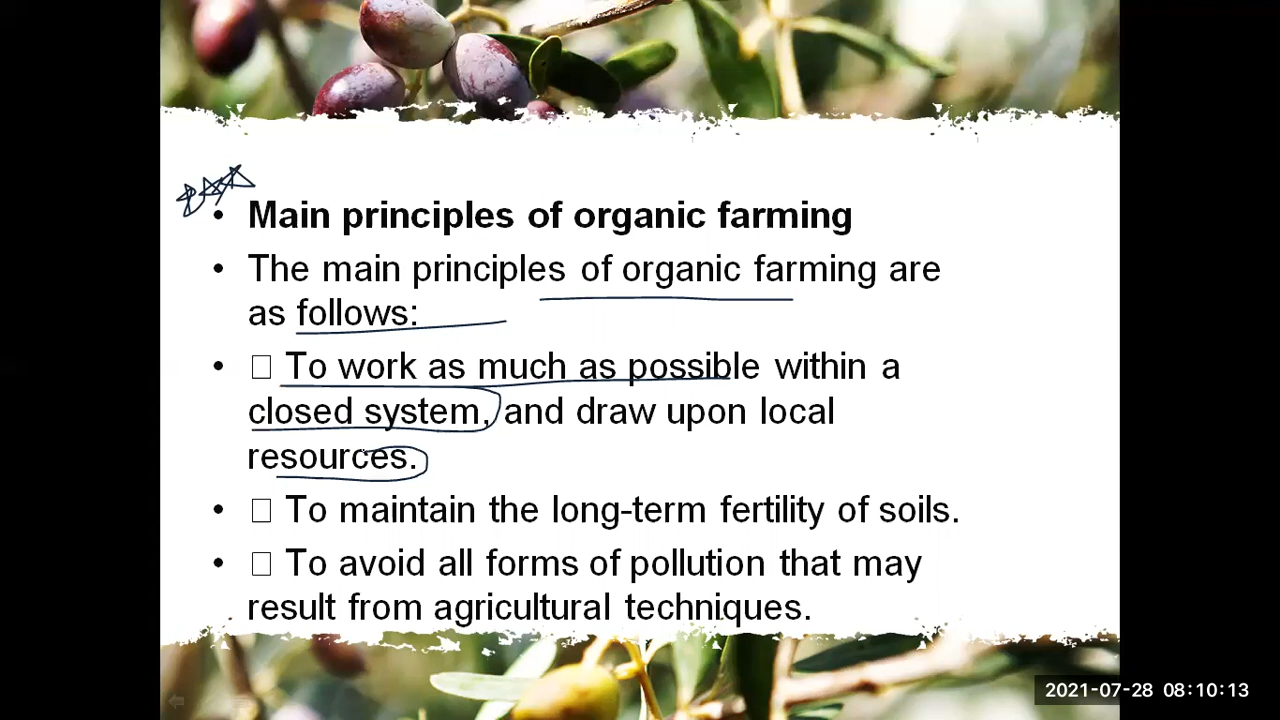 • Main principles of organic farming
• The main principles of organic farming are
as follows:
• □ To work as much as possible within a
closed system, and draw upon local
resources.
• □ To maintain the long-term fertility of soils.
• □ To avoid all forms of pollution that may
result from agricultural techniques.
2021-07-28 08:10:13